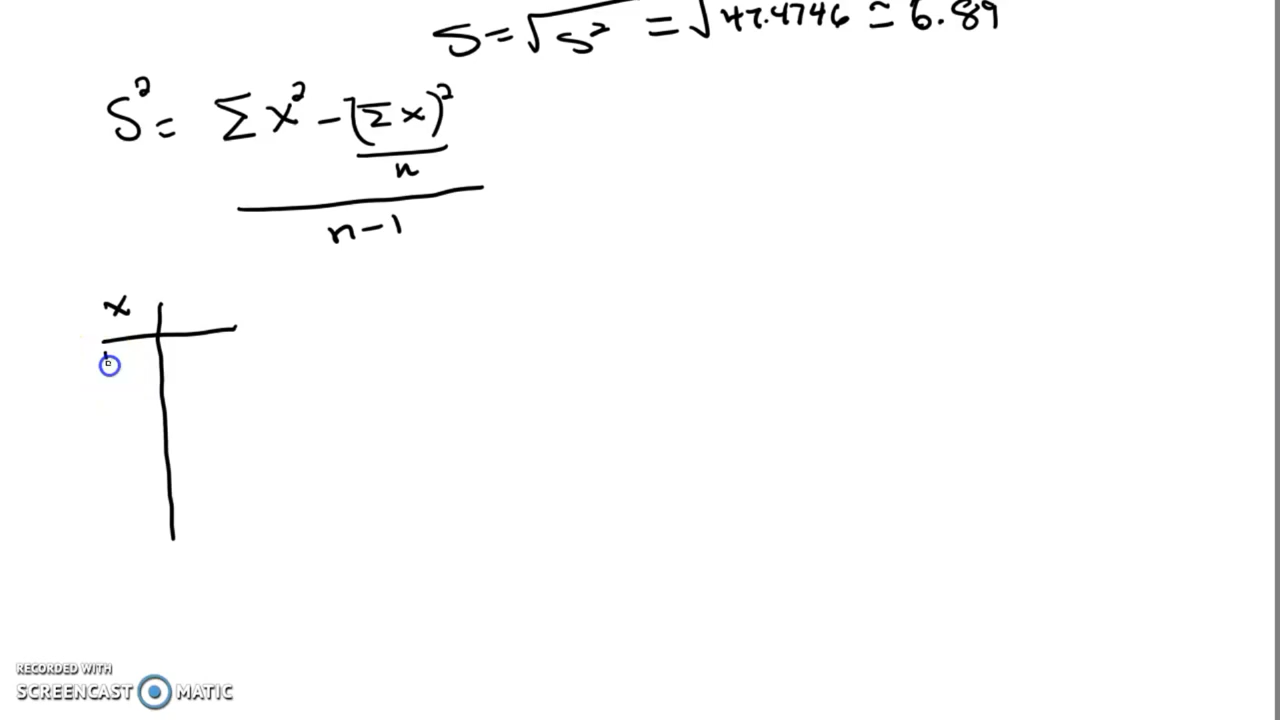 S = √S² = √47.4746 ≃ 6.89
S² = Σx² - (Σx)²
n
n - 1
x
RECORDED WITH
SCREENCAST MATIC